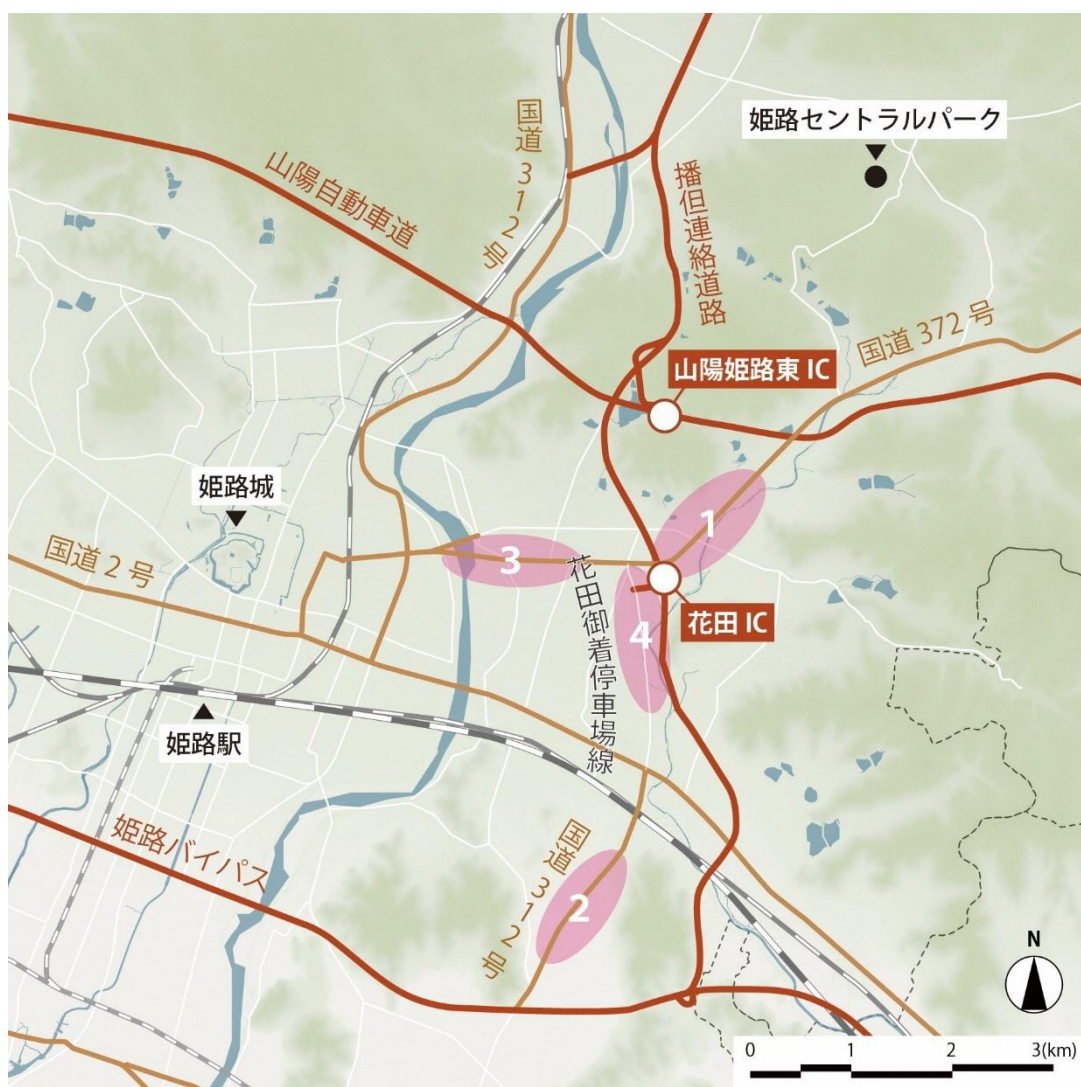 国道312号
姫路セントラルパーク
山陽自動車道
播但連絡道路
国道372号
山陽姫路東 IC
姫路城
1
国道2号
3
花田御着停車場線
花田 IC
4
姫路駅
姫路バイパス
国道312号
2
N
0 1 2 3(km)